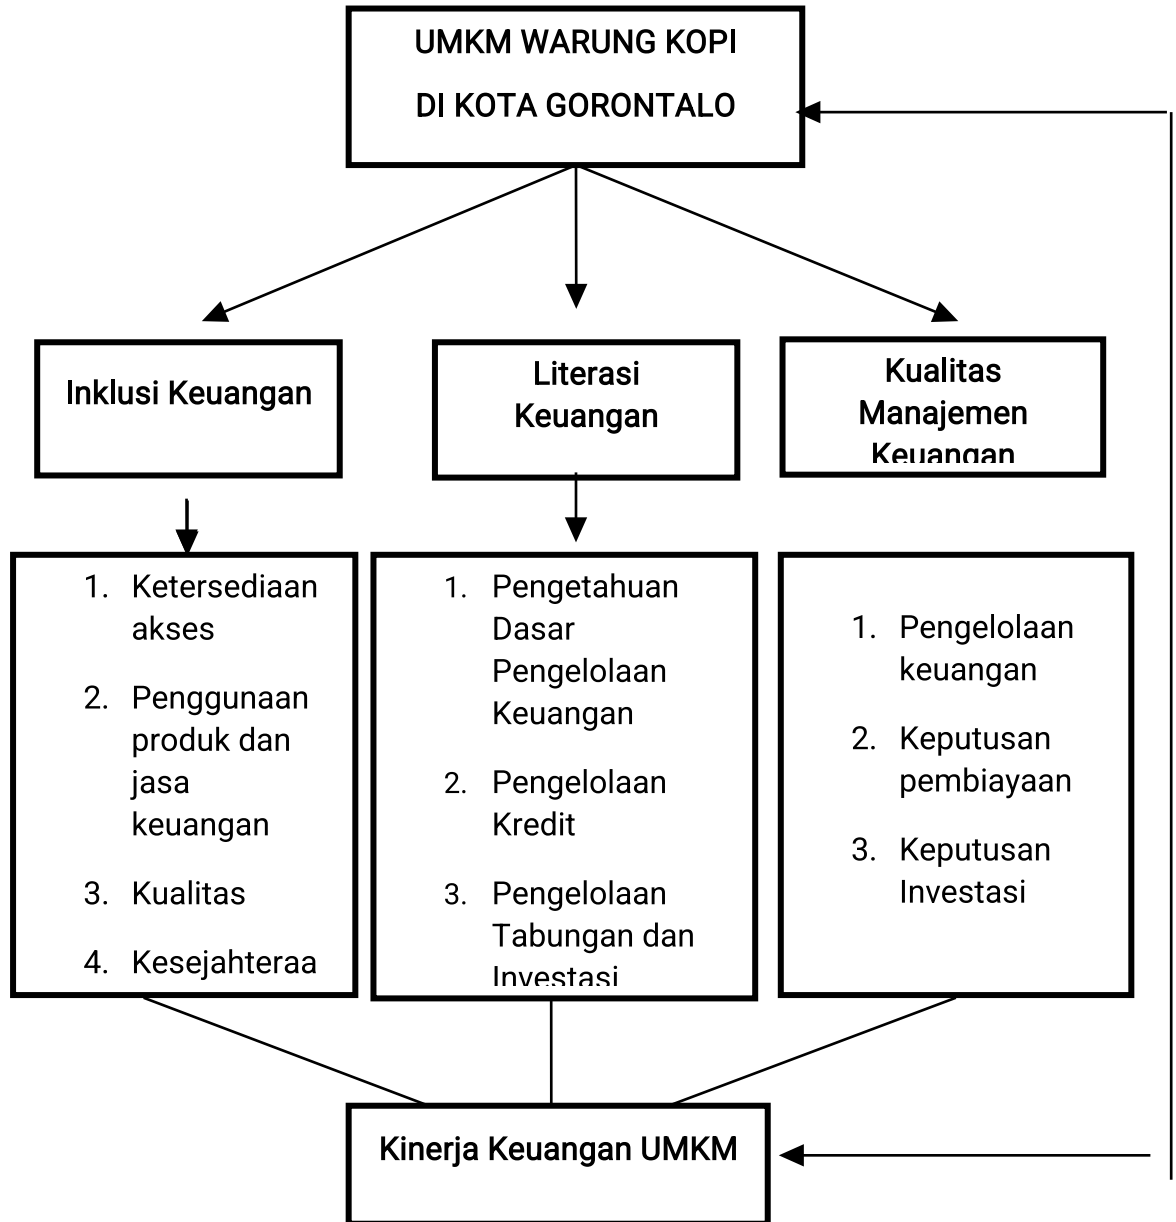 UMKM WARUNG KOPI
DI KOTA GORONTALO
Inklusi Keuangan
Literasi
Keuangan
Kualitas
Manajemen
Keuangan
1. Ketersediaan
akses
2. Penggunaan
produk dan
jasa
keuangan
3. Kualitas
4. Kesejahteraa
1. Pengetahuan
Dasar
Pengelolaan
Keuangan
2. Pengelolaan
Kredit
3. Pengelolaan
Tabungan dan
Investasi
1. Pengelolaan
keuangan
2. Keputusan
pembiayaan
3. Keputusan
Investasi
Kinerja Keuangan UMKM